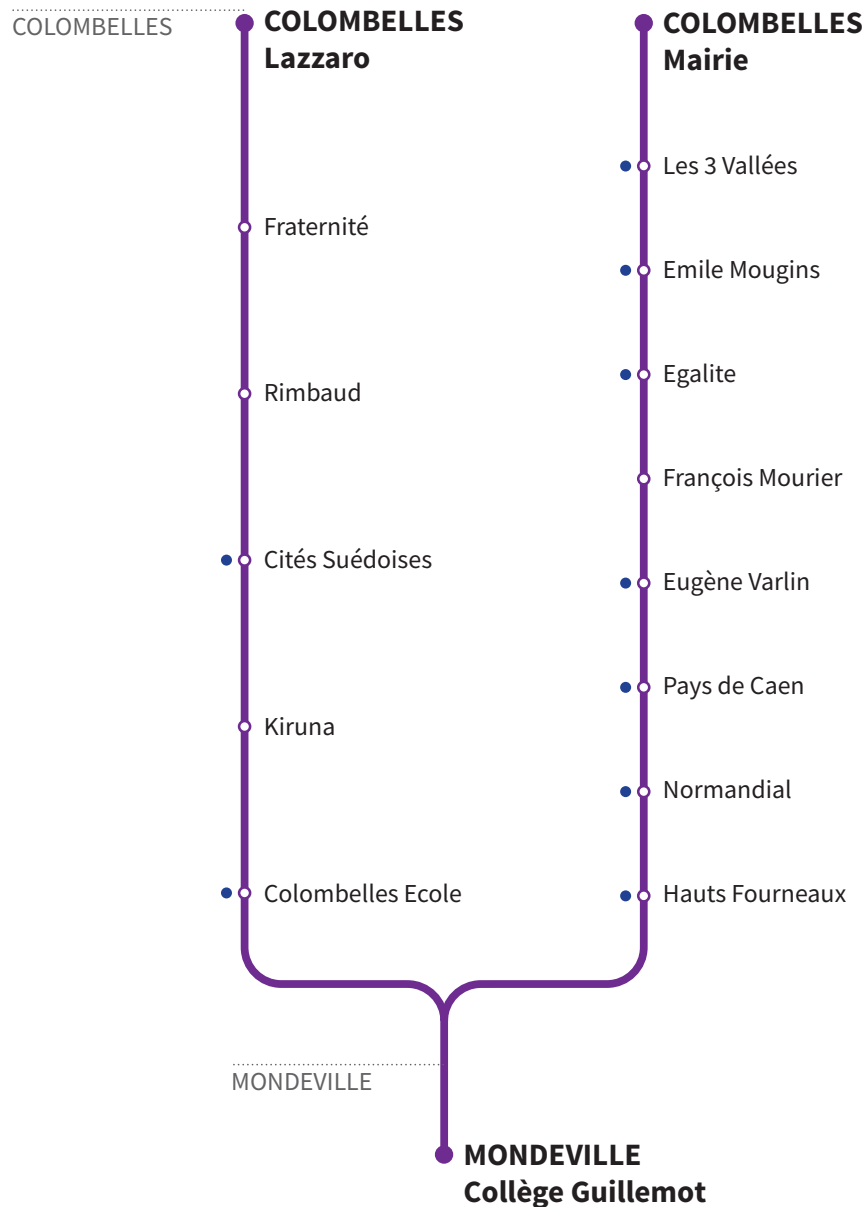 COLOMBELLES
COLOMBELLES
Lazzaro
Fraternité
Rimbaud
Cités Suédoises
Kiruna
Colombelles Ecole
COLOMBELLES
Mairie
Les 3 Vallées
Emile Mougins
Egalite
François Mourier
Eugène Varlin
Pays de Caen
Normandial
Hauts Fourneaux
MONDEVILLE
MONDEVILLE
Collège Guillemot